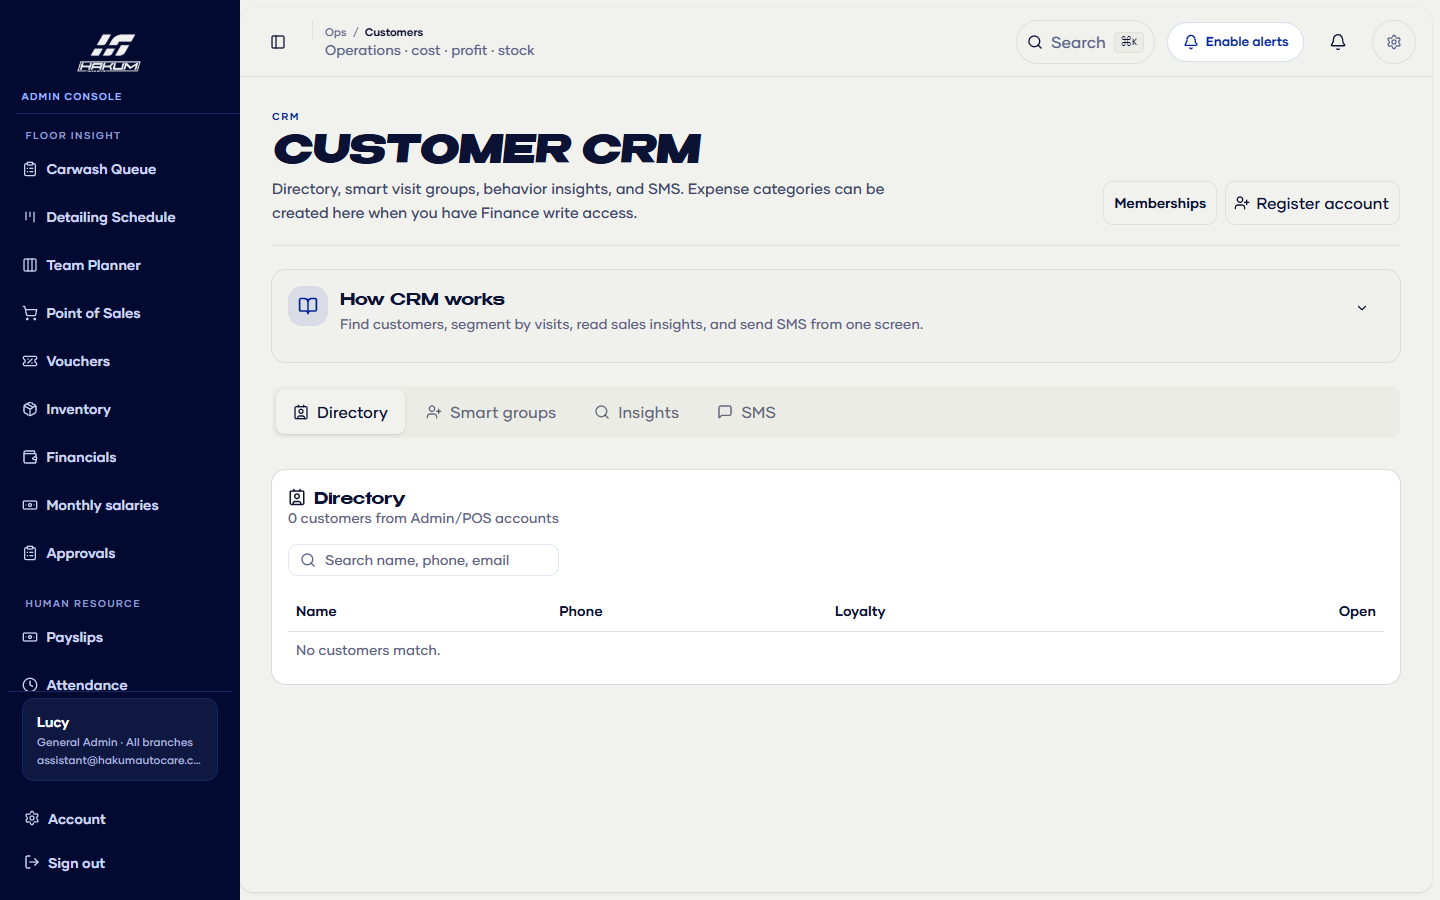 HAKUM
ADMIN CONSOLE
FLOOR INSIGHT
Carwash Queue
Detailing Schedule
Team Planner
Point of Sales
Vouchers
Inventory
Financials
Monthly salaries
Approvals
HUMAN RESOURCE
Payslips
Attendance
Lucy
General Admin · All branches
assistant@hakumautocare.c...
Account
Sign out
Ops / Customers
Operations · cost · profit · stock
Search ⌘K
Enable alerts
CRM
CUSTOMER CRM
Directory, smart visit groups, behavior insights, and SMS. Expense categories can be
created here when you have Finance write access.
Memberships
Register account
How CRM works
Find customers, segment by visits, read sales insights, and send SMS from one screen.
Directory
Smart groups
Insights
SMS
Directory
0 customers from Admin/POS accounts
Search name, phone, email
Name Phone Loyalty Open
No customers match.